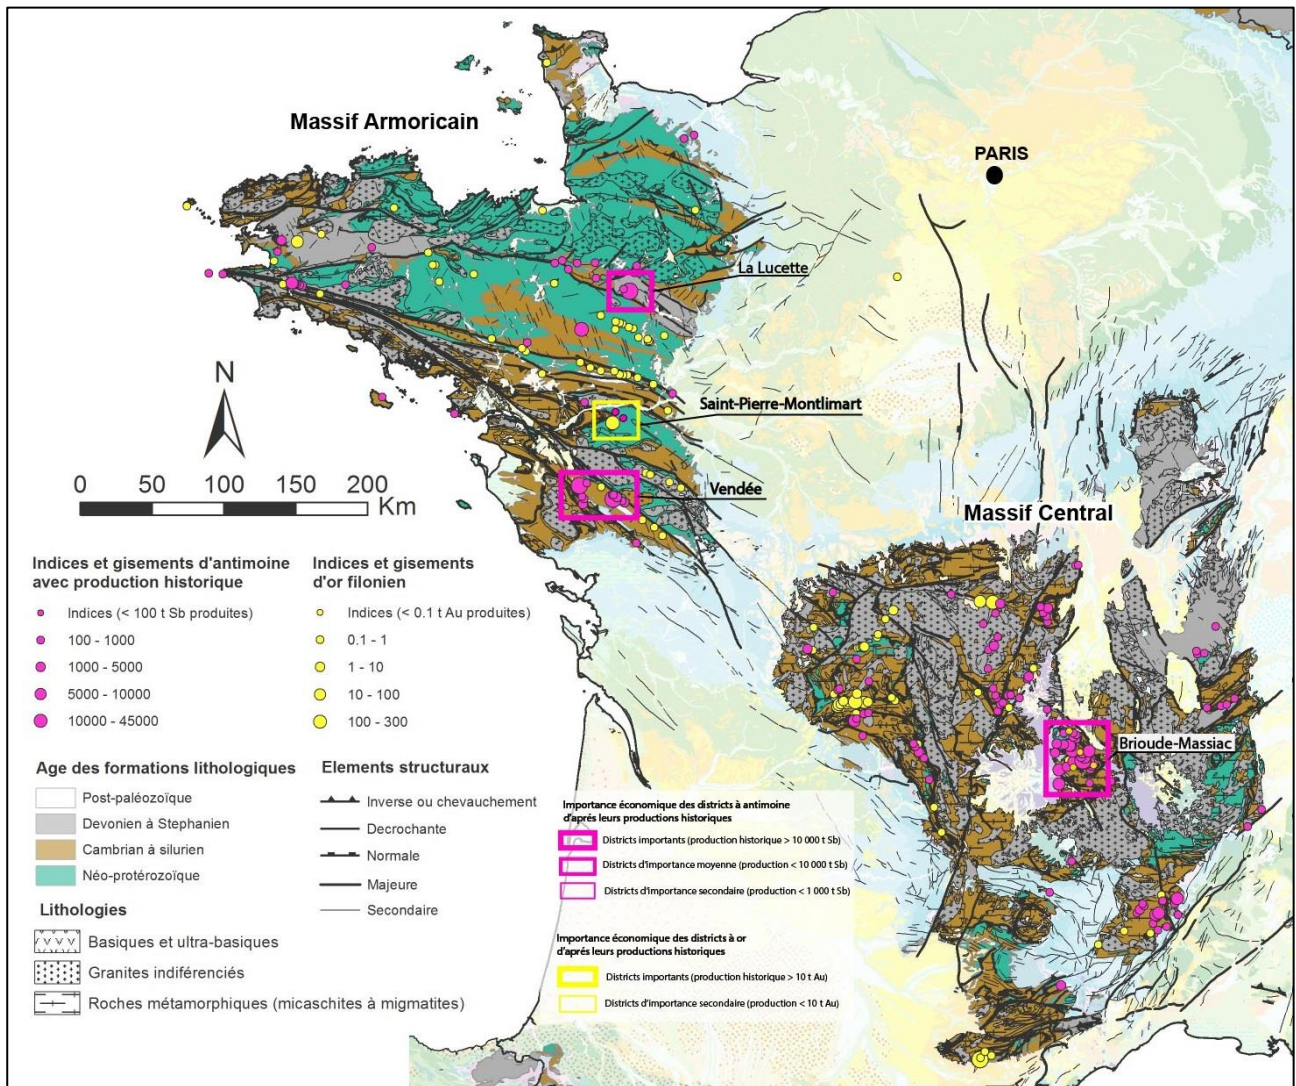 Massif Armoricain
PARIS
La Lucette
N
Saint-Pierre-Montlimart
0 50 100 150 200
Km
Vendée
Massif Central
Brioude-Massiac
Indices et gisements d'antimoine
avec production historique
Indices (< 100 t Sb produites)
100 - 1000
1000 - 5000
5000 - 10000
10000 - 45000
Indices et gisements
d'or filonien
Indices (< 0.1 t Au produites)
0.1 - 1
1 - 10
10 - 100
100 - 300
Age des formations lithologiques
Post-paléozoïque
Devonien à Stephanien
Cambrian à silurien
Néo-protérozoïque
Elements structuraux
Inverse ou chevauchement
Decrochante
Normale
Majeure
Secondaire
Lithologies
Basiques et ultra-basiques
Granites indiférenciés
Roches métamorphiques (micaschites à migmatites)
Importance économique des districts à antimoine
d'aprés leurs productions historiques
Districts importants (production historique > 10 000 t Sb)
Districts d'importance moyenne (production < 10 000 t Sb)
Districts d'importance secondaire (production < 1 000 t Sb)
Importance économique des districts à or
d'aprés leurs productions historiques
Districts importants (production historique > 10 t Au)
Districts d'importance secondaire (production < 10 t Au)